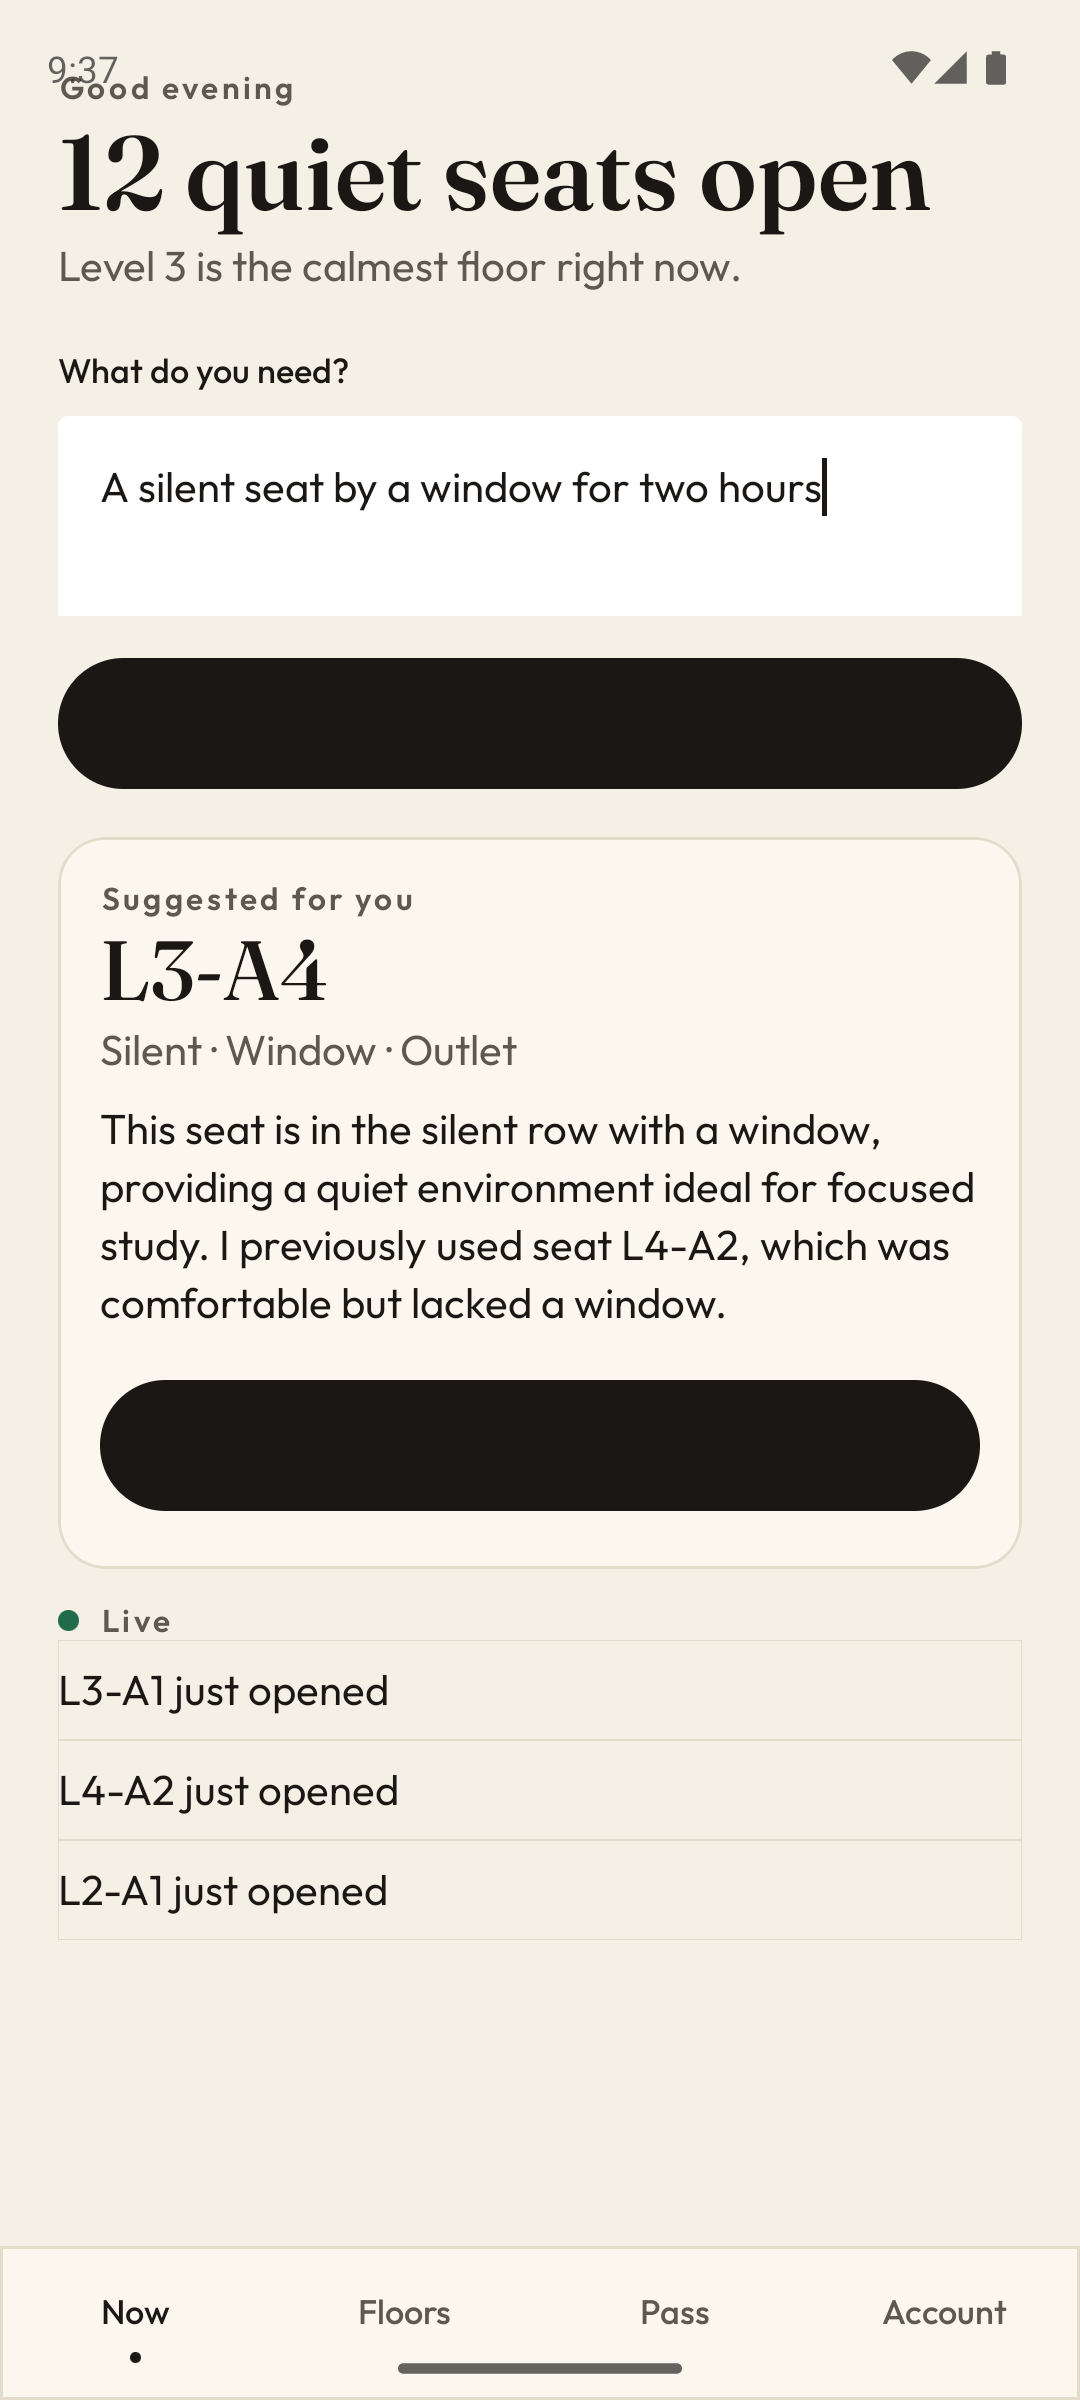 9:37
Good evening
12 quiet seats open
Level 3 is the calmest floor right now.
What do you need?
A silent seat by a window for two hours
Suggested for you
L3-A4
Silent · Window · Outlet
This seat is in the silent row with a window,
providing a quiet environment ideal for focused
study. I previously used seat L4-A2, which was
comfortable but lacked a window.
Live
L3-A1 just opened
L4-A2 just opened
L2-A1 just opened
Now Floors Pass Account